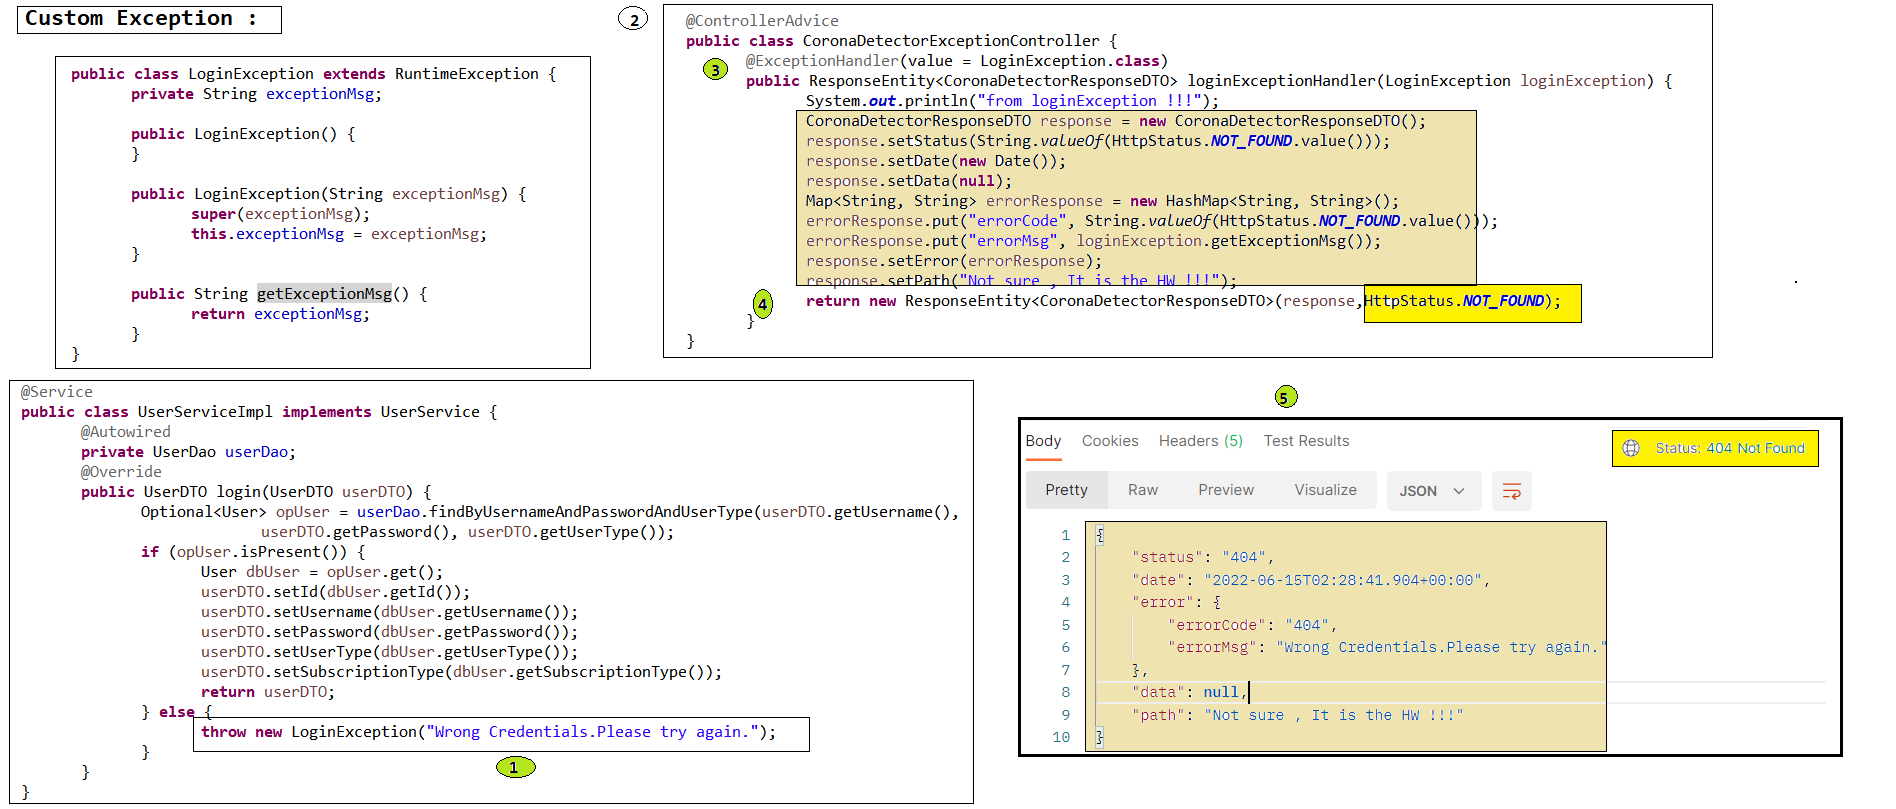 Custom Exception :
public class LoginException extends RuntimeException {
private String exceptionMsg;
public LoginException() {
}
public LoginException(String exceptionMsg) {
super(exceptionMsg);
this.exceptionMsg = exceptionMsg;
}
public String getExceptionMsg() {
return exceptionMsg;
}
}
2
@ControllerAdvice
public class CoronaDetectorExceptionController {
3
@ExceptionHandler(value = LoginException.class)
public ResponseEntity<CoronaDetectorResponseDTO> loginExceptionHandler(LoginException loginException) {
System.out.println("from loginException !!!");
CoronaDetectorResponseDTO response = new CoronaDetectorResponseDTO();
response.setStatus(String.valueOf(HttpStatus.NOT_FOUND.value()));
response.setDate(new Date());
response.setData(null);
Map<String, String> errorResponse = new HashMap<String, String>();
errorResponse.put("errorCode", String.valueOf(HttpStatus.NOT_FOUND.value()));
errorResponse.put("errorMsg", loginException.getExceptionMsg());
response.setError(errorResponse);
response.setPath("Not sure , It is the HW !!!");
4
return new ResponseEntity<CoronaDetectorResponseDTO>(response,HttpStatus.NOT_FOUND);
}
}
@Service
public class UserServiceImpl implements UserService {
@Autowired
private UserDao userDao;
@Override
public UserDTO login(UserDTO userDTO) {
Optional<User> opUser = userDao.findByUsernameAndPasswordAndUserType(userDTO.getUsername(),
userDTO.getPassword(), userDTO.getUserType());
if (opUser.isPresent()) {
User dbUser = opUser.get();
userDTO.setId(dbUser.getId());
userDTO.setUsername(dbUser.getUsername());
userDTO.setPassword(dbUser.getPassword());
userDTO.setUserType(dbUser.getUserType());
userDTO.setSubscriptionType(dbUser.getSubscriptionType());
return userDTO;
} else {
throw new LoginException("Wrong Credentials.Please try again.");
}
1
}
}
5
Body Cookies Headers (5) Test Results
Status: 404 Not Found
Pretty Raw Preview Visualize JSON
1 {
2 "status": "404",
3 "date": "2022-06-15T02:28:41.904+00:00",
4 "error": {
5 "errorCode": "404",
6 "errorMsg": "Wrong Credentials.Please try again."
7 },
8 "data": null,
9 "path": "Not sure , It is the HW !!!"
10 }